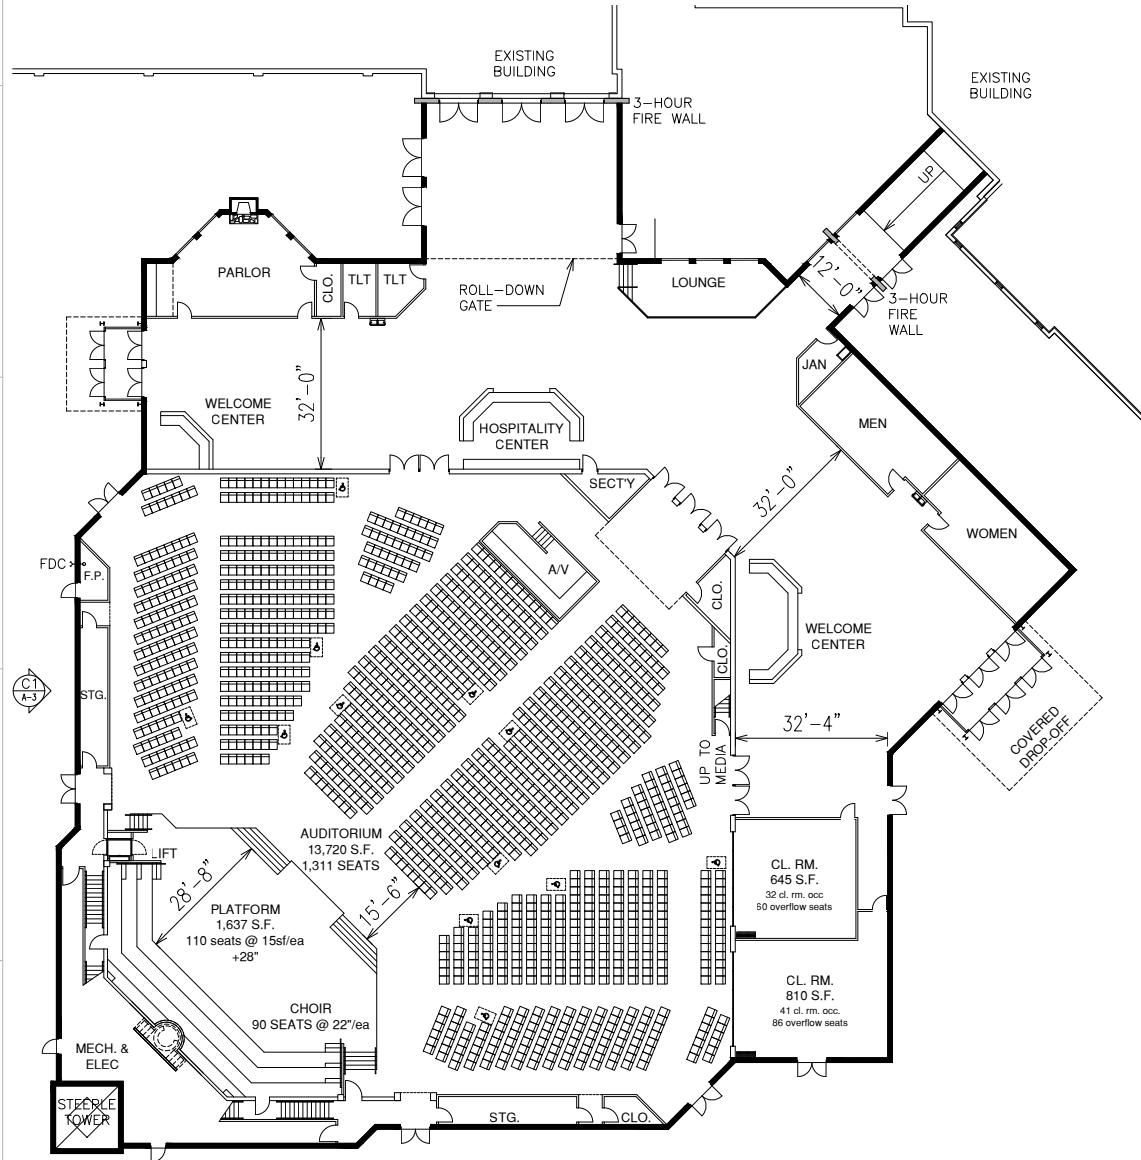 EXISTING
BUILDING
EXISTING
BUILDING
3-HOUR
FIRE WALL
UP
PARLOR
CLO.
TLT
TLT
ROLL-DOWN
GATE
LOUNGE
12'-0"
3-HOUR
FIRE
WALL
JAN
32'-0"
WELCOME
CENTER
HOSPITALITY
CENTER
MEN
SECT'Y
32'-0"
WOMEN
FDC
F.P.
A/V
CLO.
CLO.
WELCOME
CENTER
C1
A-3
STG.
32'-4"
COVERED
DROP-OFF
UP TO
MEDIA
AUDITORIUM
13,720 S.F.
1,311 SEATS
LIFT
28'-8"
15'-6"
PLATFORM
1,637 S.F.
110 seats @ 15sf/ea
+28"
CL. RM.
645 S.F.
32 cl. rm. occ
60 overflow seats
CL. RM.
810 S.F.
41 cl. rm. occ.
86 overflow seats
CHOIR
90 SEATS @ 22"/ea
MECH. &
ELEC
STEEPLE
TOWER
STG.
CLO.